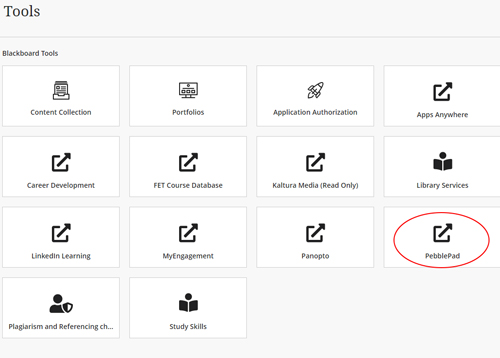 Tools
Blackboard Tools
Content Collection
Portfolios
Application Authorization
Apps Anywhere
Career Development
FET Course Database
Kaltura Media (Read Only)
Library Services
LinkedIn Learning
MyEngagement
Panopto
PebblePad
Plagiarism and Referencing ch...
Study Skills